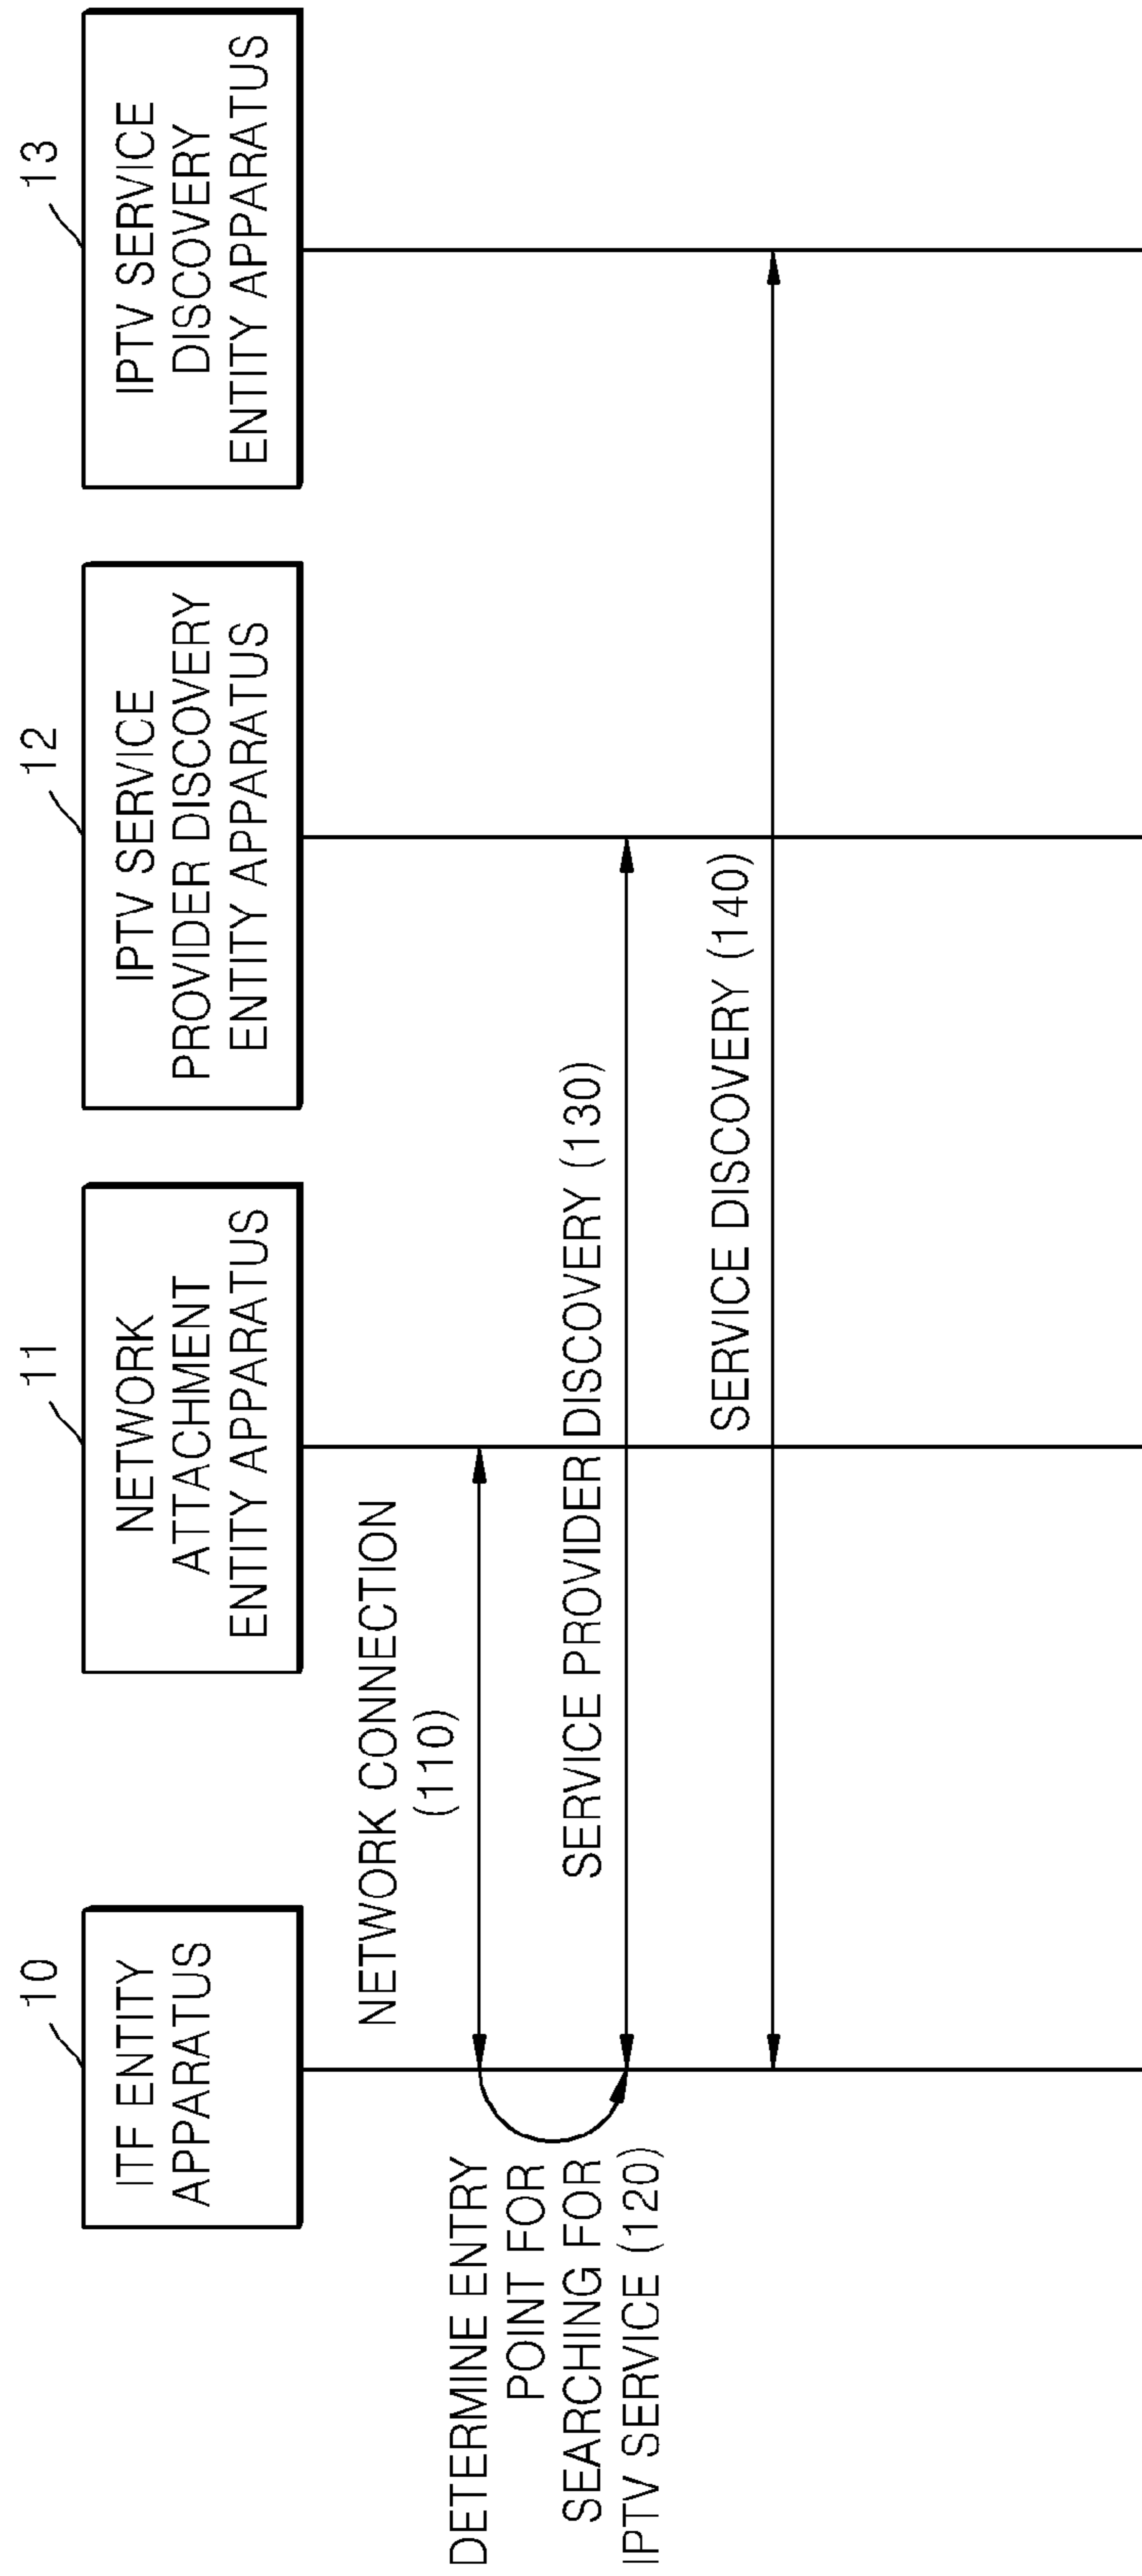 10
ITF ENTITY
APPARATUS
11
NETWORK
ATTACHMENT
ENTITY APPARATUS
12
IPTV SERVICE
PROVIDER DISCOVERY
ENTITY APPARATUS
13
IPTV SERVICE
DISCOVERY
ENTITY APPARATUS
NETWORK CONNECTION
(110)
DETERMINE ENTRY
POINT FOR
SEARCHING FOR
IPTV SERVICE (120)
SERVICE PROVIDER DISCOVERY (130)
SERVICE DISCOVERY (140)